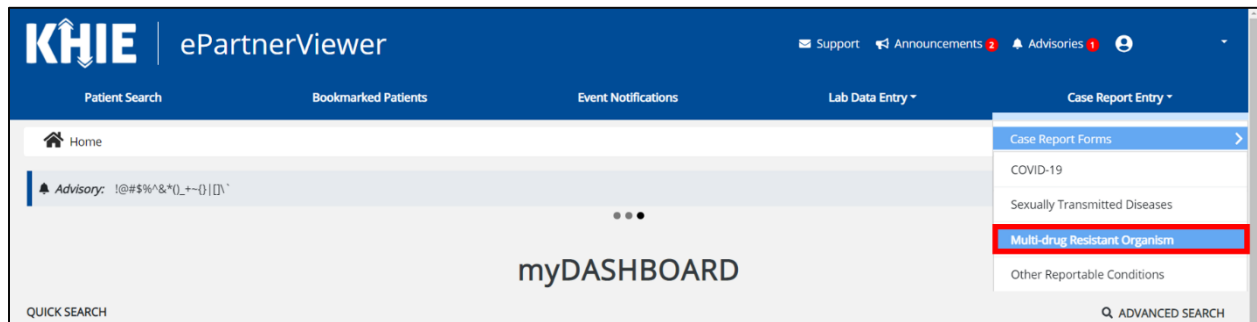 KHIE ePartnerViewer
Support Announcements 2 Advisories 1
Patient Search Bookmarked Patients Event Notifications Lab Data Entry Case Report Entry
Home
Case Report Forms
COVID-19
Advisory: !@#$%^&*()_+~{}|[]\`
Sexually Transmitted Diseases
Multi-drug Resistant Organism
myDASHBOARD
Other Reportable Conditions
QUICK SEARCH ADVANCED SEARCH